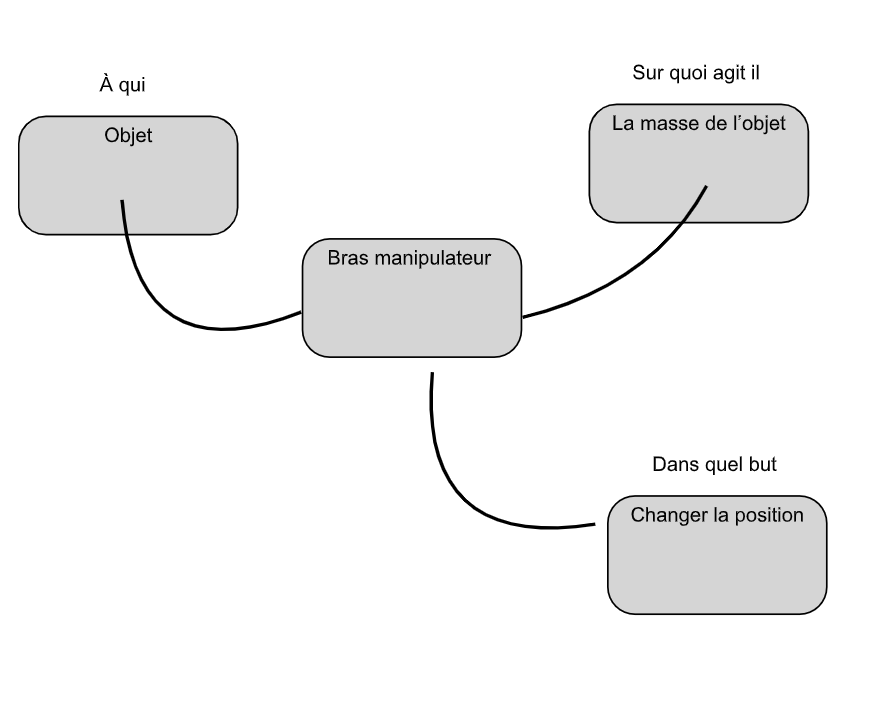 À qui
Objet
Sur quoi agit il
La masse de l’objet
Bras manipulateur
Dans quel but
Changer la position